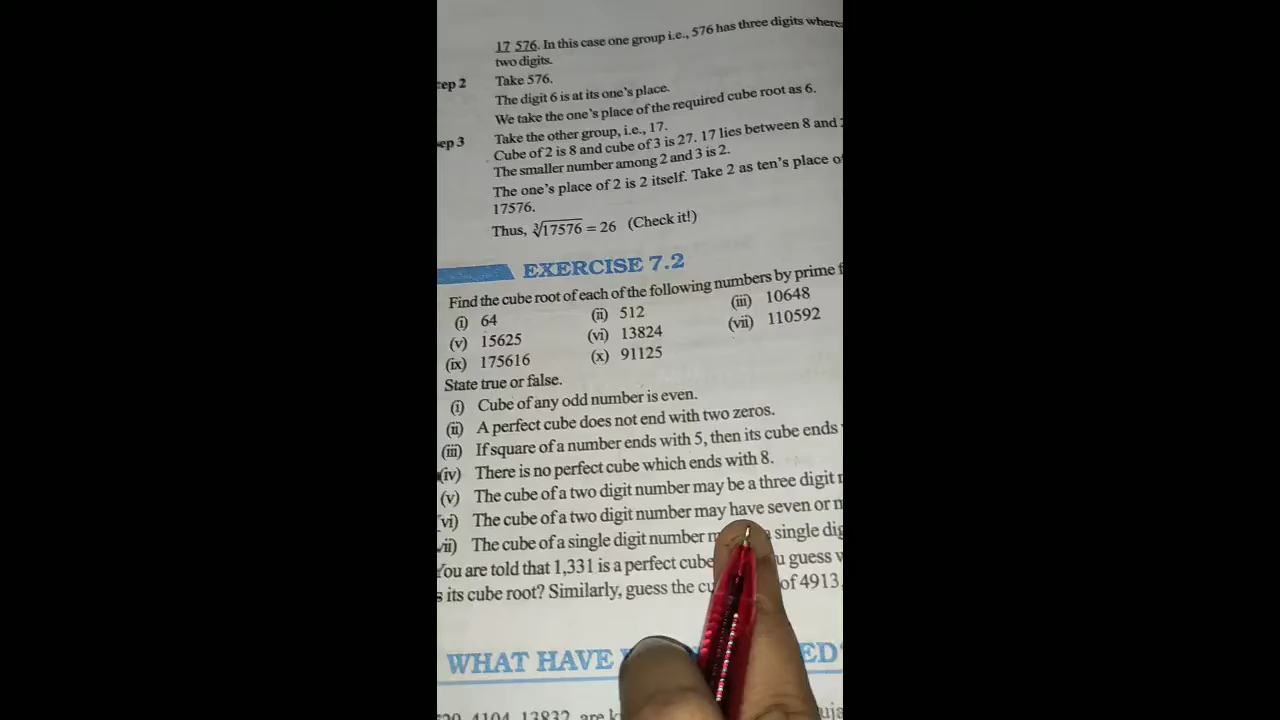 17 576. In this case one group i.e., 576 has three digits where
two digits.
ep 2 Take 576.
The digit 6 is at its one's place.
We take the one's place of the required cube root as 6.
ep 3 Take the other group, i.e., 17.
Cube of 2 is 8 and cube of 3 is 27. 17 lies between 8 and
The smaller number among 2 and 3 is 2.
The one's place of 2 is 2 itself. Take 2 as ten's place o
17576.
Thus, ∛17576 = 26 (Check it!)
EXERCISE 7.2
Find the cube root of each of the following numbers by prime f
(i) 64 (ii) 512 (iii) 10648
(v) 15625 (vi) 13824 (vii) 110592
(ix) 175616 (x) 91125
State true or false.
(i) Cube of any odd number is even.
(ii) A perfect cube does not end with two zeros.
(iii) If square of a number ends with 5, then its cube ends
(iv) There is no perfect cube which ends with 8.
(v) The cube of a two digit number may be a three digit
vi) The cube of a two digit number may have seven or
ii) The cube of a single digit number single dig
You are told that 1,331 is a perfect cube guess
s its cube root? Similarly, guess the of 4913,
WHAT HAVE ED
4104, 13832, are